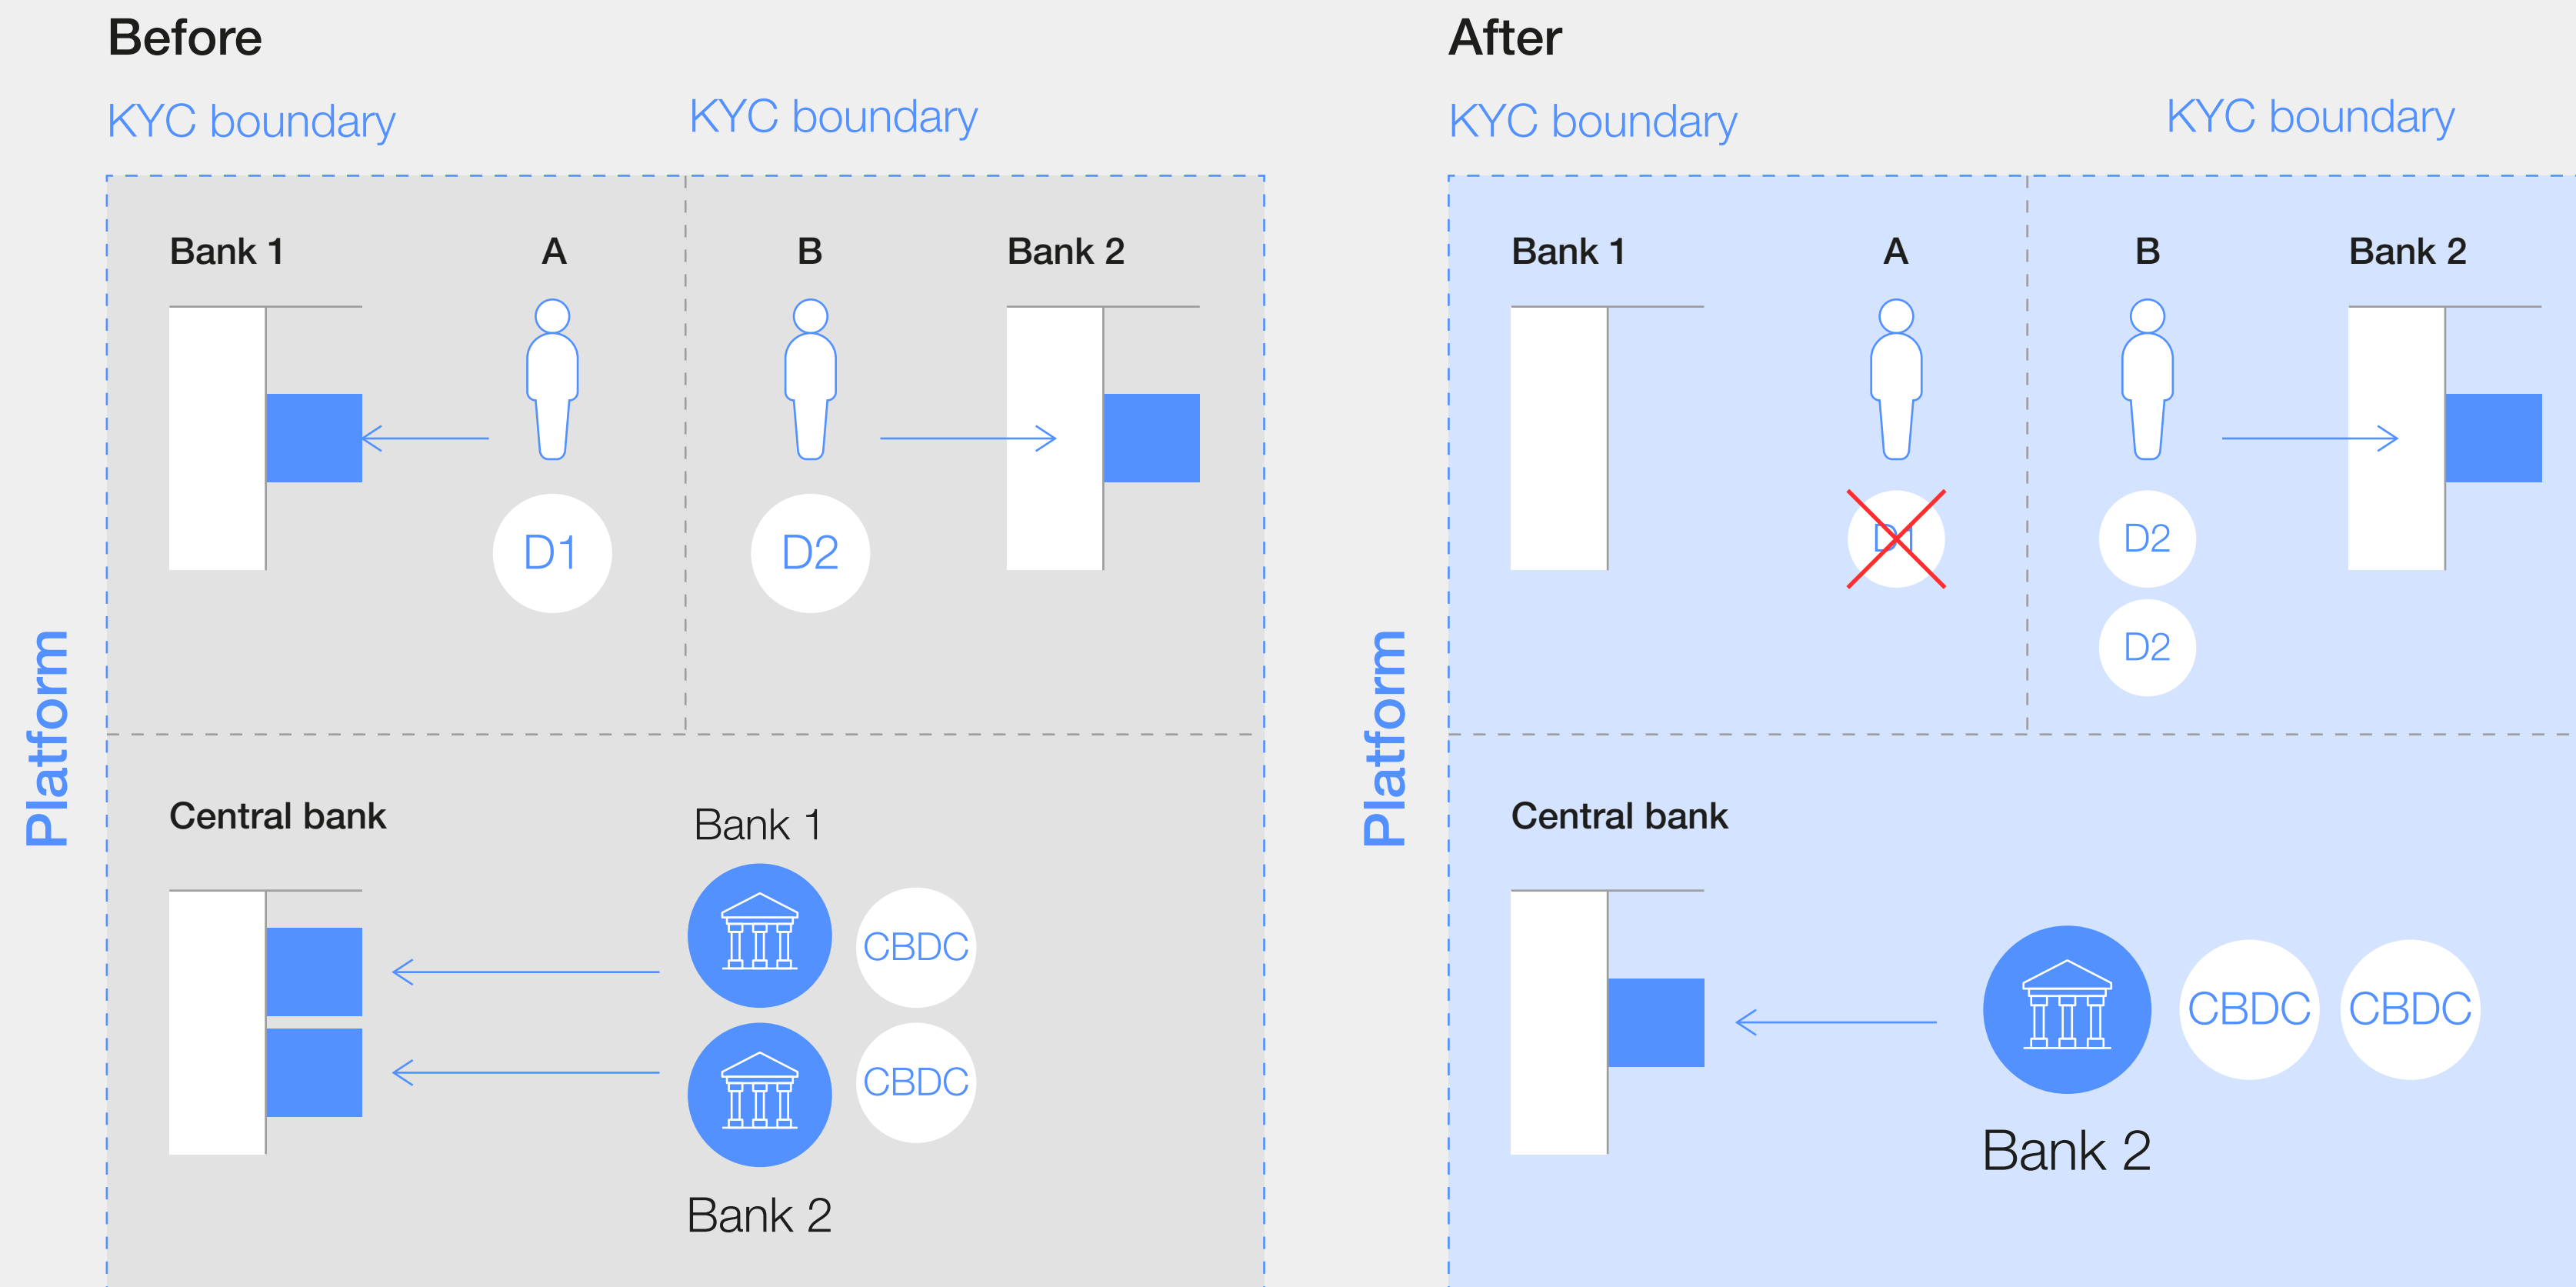 Before
KYC boundary
KYC boundary
Bank 1
A
B
Bank 2
D1
D2
Platform
Central bank
Bank 1
CBDC
CBDC
Bank 2
After
KYC boundary
KYC boundary
Bank 1
A
B
Bank 2
D1
D2
D2
Platform
Central bank
CBDC
CBDC
Bank 2